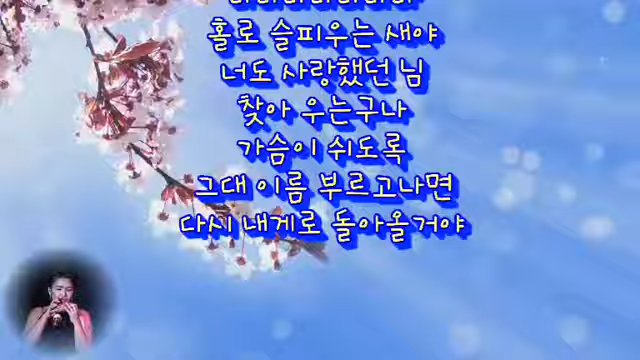 홀로 슬피우는 새야
너도 사랑했던 님
찾아 우는구나
가슴이 쉬도록
그대 이름 부르고나면
다시 내게로 돌아올거야